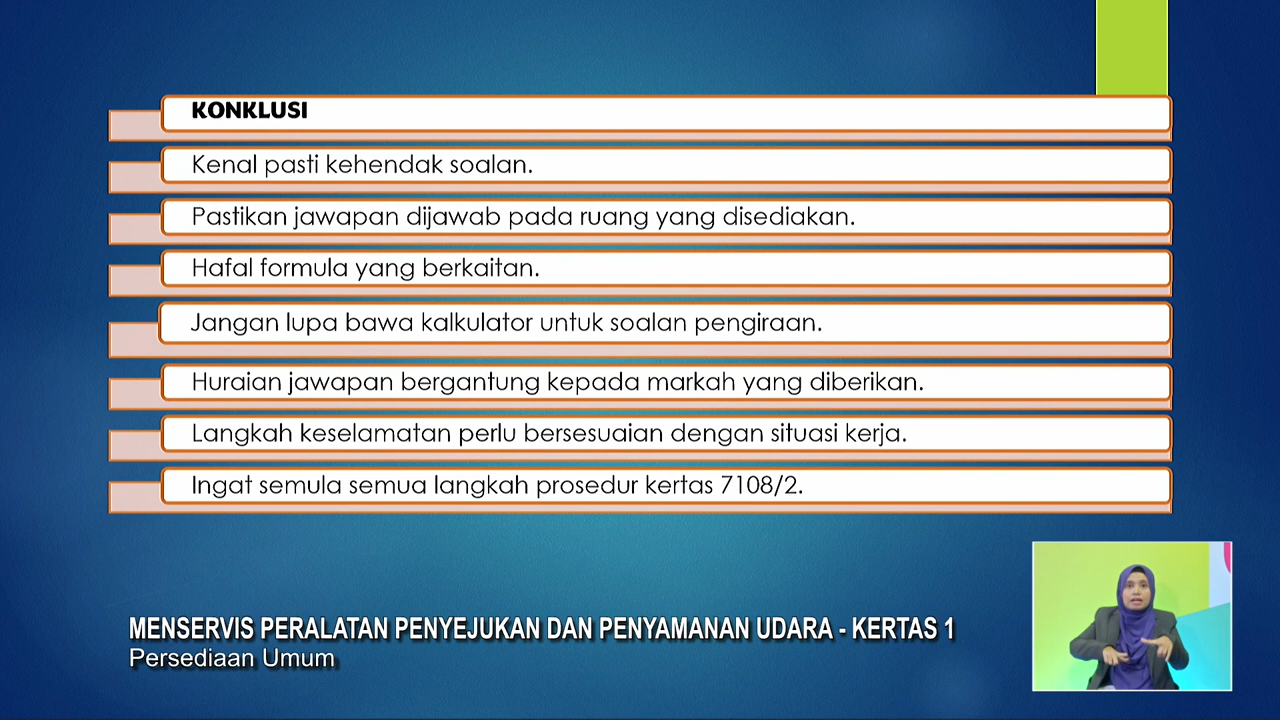 KONKLUSI
Kenal pasti kehendak soalan.
Pastikan jawapan dijawab pada ruang yang disediakan.
Hafal formula yang berkaitan.
Jangan lupa bawa kalkulator untuk soalan pengiraan.
Huraian jawapan bergantung kepada markah yang diberikan.
Langkah keselamatan perlu bersesuaian dengan situasi kerja.
Ingat semula semua langkah prosedur kertas 7108/2.
MENSERVIS PERALATAN PENYEJUKAN DAN PENYAMANAN UDARA - KERTAS 1
Persediaan Umum